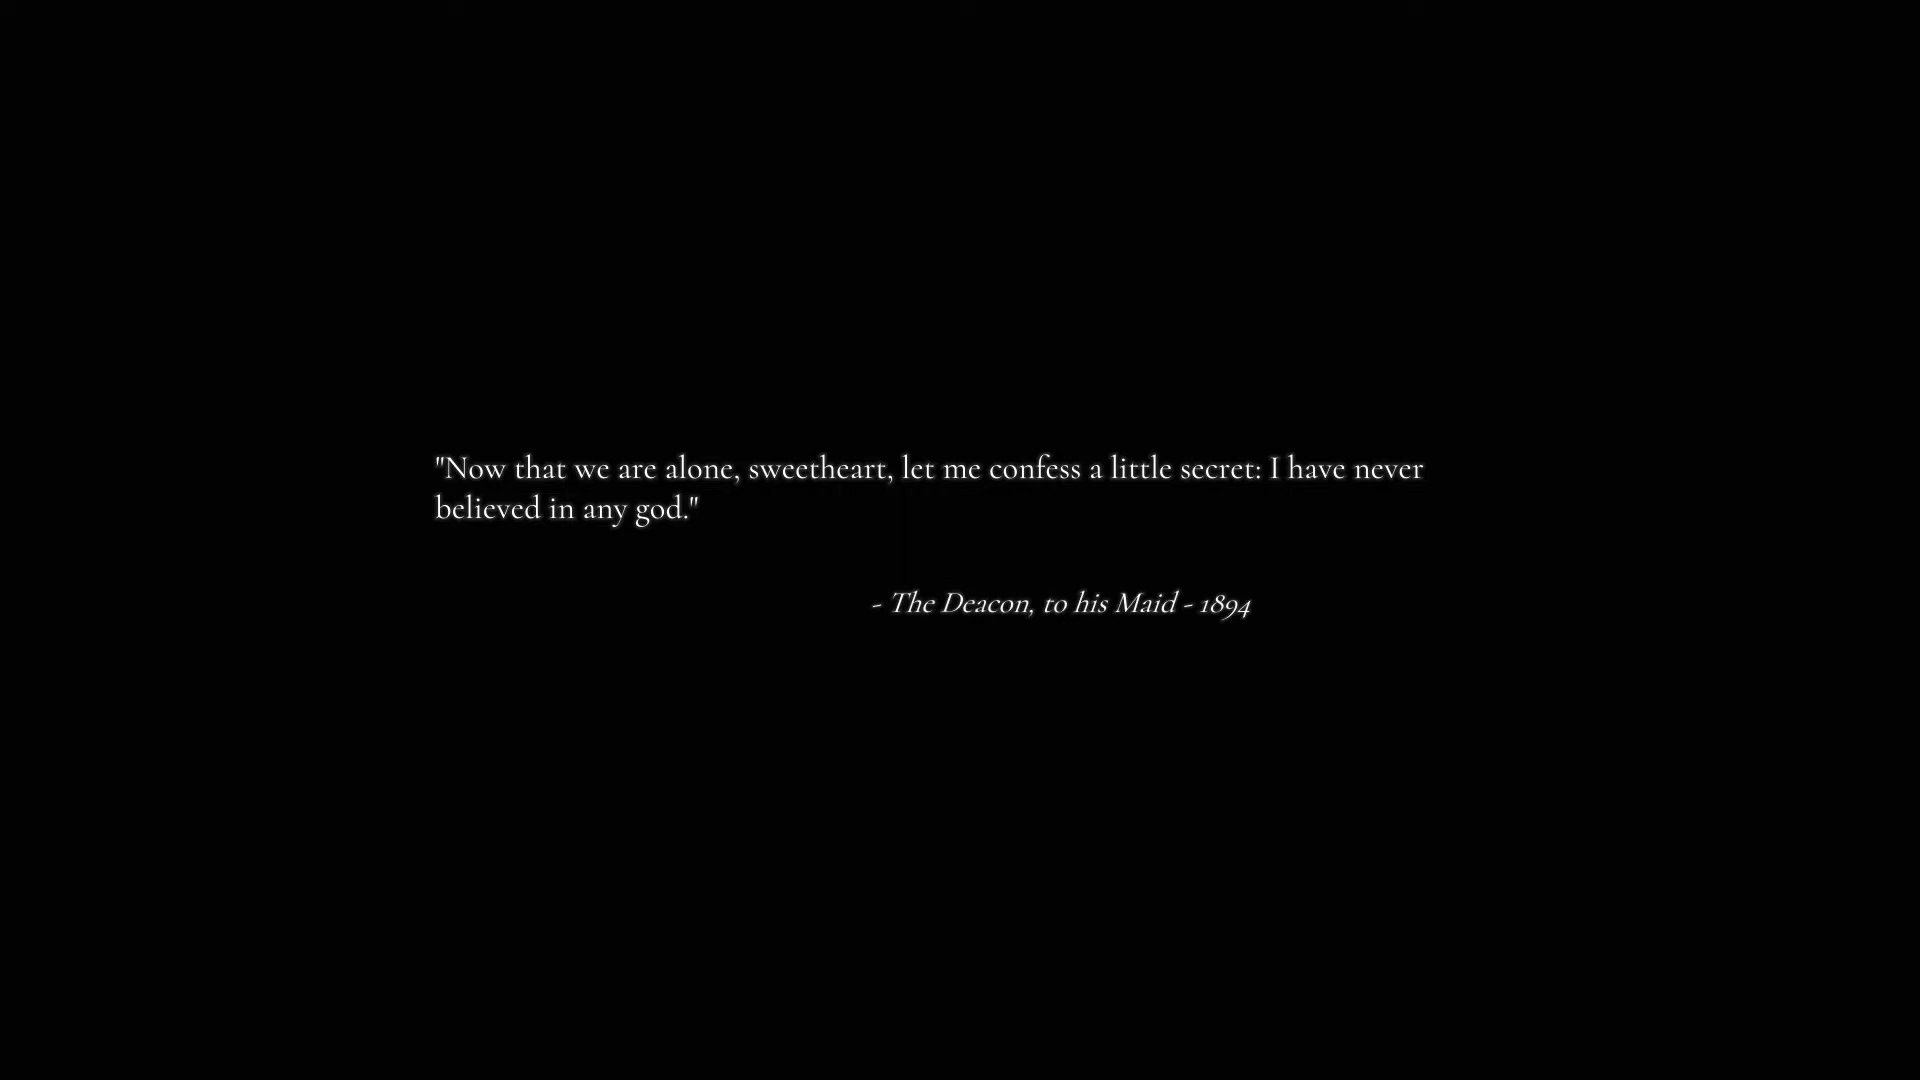 "Now that we are alone, sweetheart, let me confess a little secret: I have never
believed in any god."
- The Deacon, to his Maid - 1894